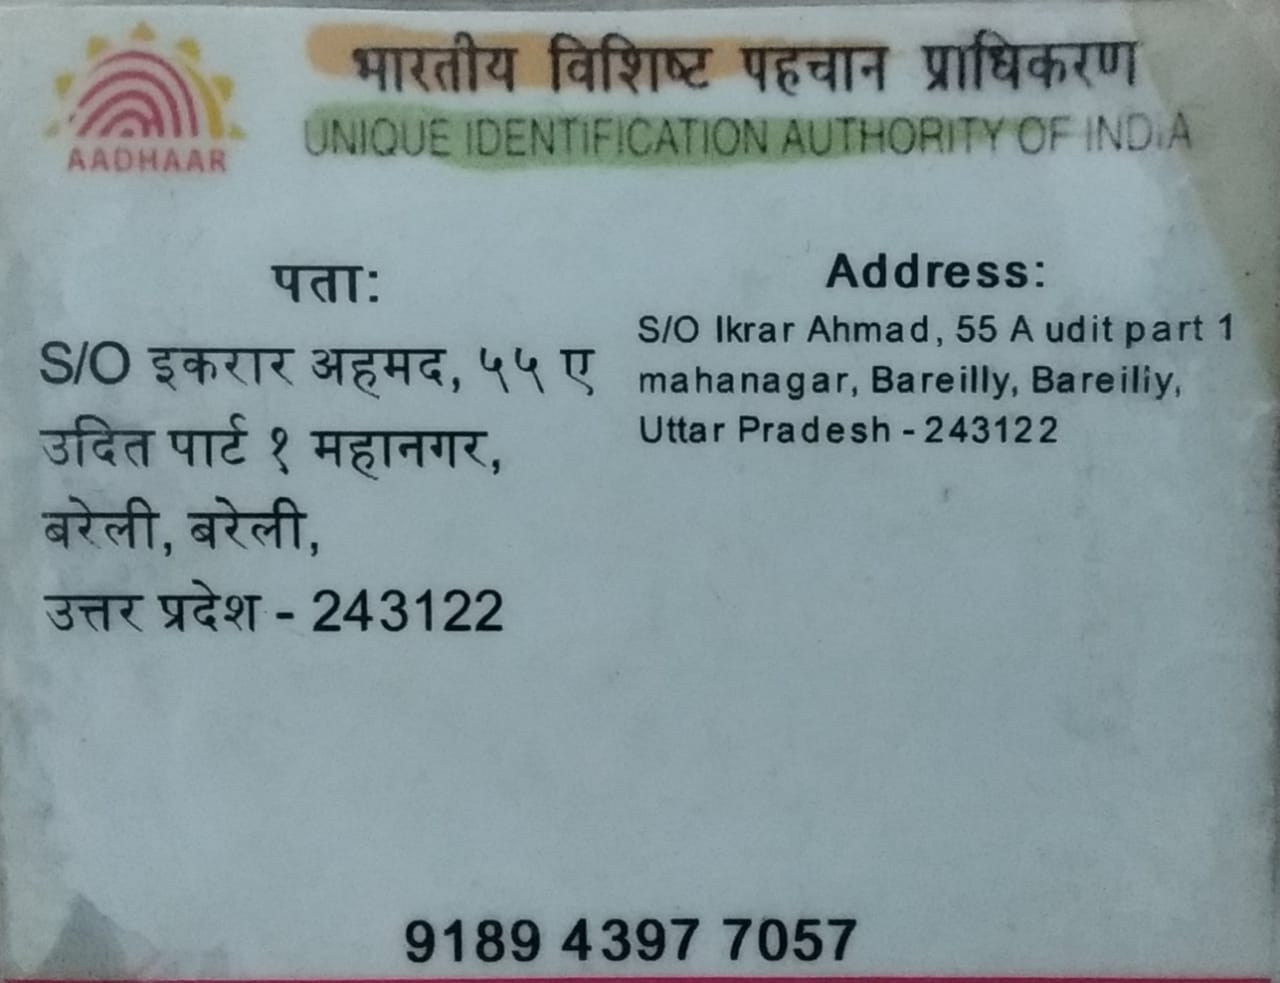 भारतीय विशिष्ट पहचान प्राधिकरण
UNIQUE IDENTIFICATION AUTHORITY OF INDIA
AADHAAR
पता:
S/O इकरार अहमद, ५५ ए
उदित पार्ट १ महानगर,
बरेली, बरेली,
उत्तर प्रदेश - 243122
Address:
S/O Ikrar Ahmad, 55 A udit part 1
mahanagar, Bareilly, Bareilly,
Uttar Pradesh - 243122
9189 4397 7057